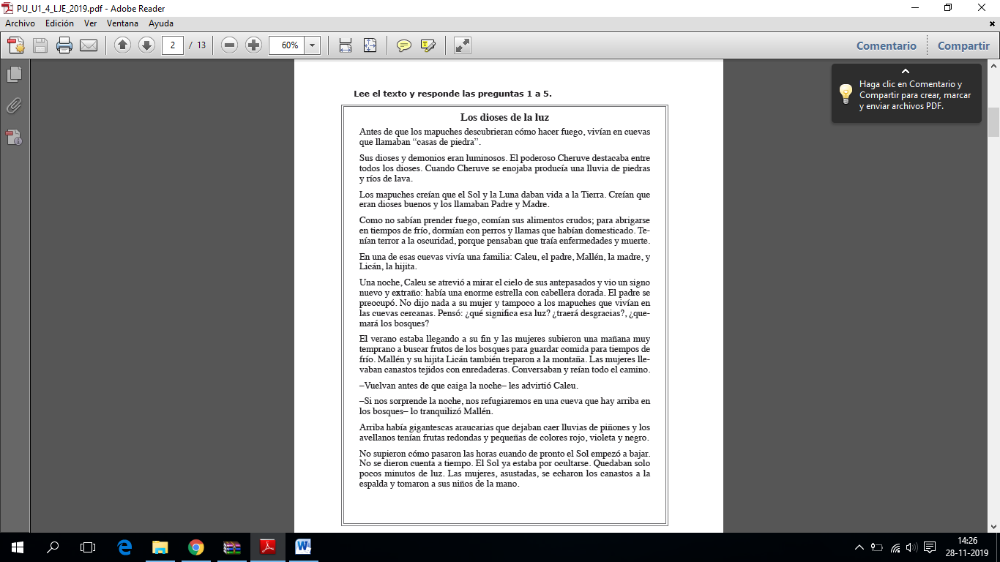 PU_U1_4_LJE_2019.pdf - Adobe Reader
Archivo Edición Ver Ventana Ayuda
2 / 13 60% Comentario Compartir
Haga clic en Comentario y
Compartir para crear, marcar
y enviar archivos PDF.
Lee el texto y responde las preguntas 1 a 5.
Los dioses de la luz
Antes de que los mapuches descubrieran cómo hacer fuego, vivían en cuevas
que llamaban “casas de piedra”.
Sus dioses y demonios eran luminosos. El poderoso Cheruve destacaba entre
todos los dioses. Cuando Cheruve se enojaba producía una lluvia de piedras
y ríos de lava.
Los mapuches creían que el Sol y la Luna daban vida a la Tierra. Creían que
eran dioses buenos y los llamaban Padre y Madre.
Como no sabían prender fuego, comían sus alimentos crudos; para abrigarse
en tiempos de frío, dormían con perros y llamas que habían domesticado. Te-
nían terror a la oscuridad, porque pensaban que traía enfermedades y muerte.
En una de esas cuevas vivía una familia: Caleu, el padre, Mallén, la madre, y
Licán, la hijita.
Una noche, Caleu se atrevió a mirar el cielo de sus antepasados y vio un signo
nuevo y extraño: había una enorme estrella con cabellera dorada. El padre se
preocupó. No dijo nada a su mujer y tampoco a los mapuches que vivían en
las cuevas cercanas. Pensó: ¿qué significa esa luz? ¿traerá desgracias?, ¿que-
mará los bosques?
El verano estaba llegando a su fin y las mujeres subieron una mañana muy
temprano a buscar frutos de los bosques para guardar comida para tiempos de
frío. Mallén y su hijita Licán también treparon a la montaña. Las mujeres lle-
vaban canastos tejidos con enredaderas. Conversaban y reían todo el camino.
–Vuelvan antes de que caiga la noche– les advirtió Caleu.
–Si nos sorprende la noche, nos refugiaremos en una cueva que hay arriba en
los bosques– lo tranquilizó Mallén.
Arriba había gigantescas araucarias que dejaban caer lluvias de piñones y los
avellanos tenían frutas redondas y pequeñas de colores rojo, violeta y negro.
No supieron cómo pasaron las horas cuando de pronto el Sol empezó a bajar.
No se dieron cuenta a tiempo. El Sol ya estaba por ocultarse. Quedaban solo
pocos minutos de luz. Las mujeres, asustadas, se echaron los canastos a la
espalda y tomaron a sus niños de la mano.
14:26
28-11-2019